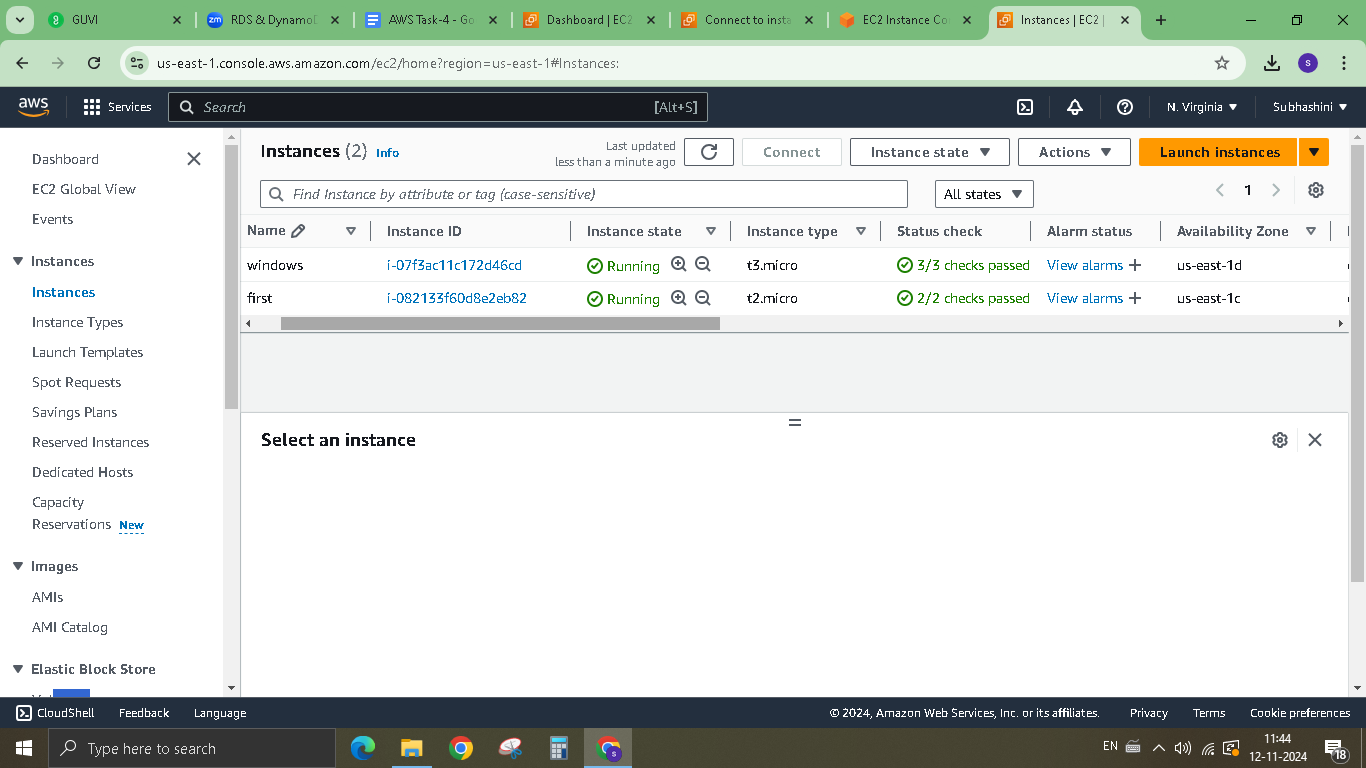 GUVI
zm RDS & Dynamo
AWS Task-4 - Go
Dashboard | EC2
Connect to insta
EC2 Instance Co
Instances | EC2 |
us-east-1.console.aws.amazon.com/ec2/home?region=us-east-1#Instances:
s
aws Services Search [Alt+S] N. Virginia Subhashini
Dashboard
EC2 Global View
Events
Instances
Instances
Instance Types
Launch Templates
Spot Requests
Savings Plans
Reserved Instances
Dedicated Hosts
Capacity
Reservations New
Images
AMIs
AMI Catalog
Elastic Block Store
Instances (2) Info
Last updated
less than a minute ago
Connect Instance state Actions Launch instances
Find Instance by attribute or tag (case-sensitive) All states 1
Name Instance ID Instance state Instance type Status check Alarm status Availability Zone
windows i-07f3ac11c172d46cd Running t3.micro 3/3 checks passed View alarms + us-east-1d
first i-082133f60d8e2eb82 Running t2.micro 2/2 checks passed View alarms + us-east-1c
Select an instance
CloudShell Feedback Language © 2024, Amazon Web Services, Inc. or its affiliates. Privacy Terms Cookie preferences
Type here to search
s
EN
11:44
12-11-2024
18